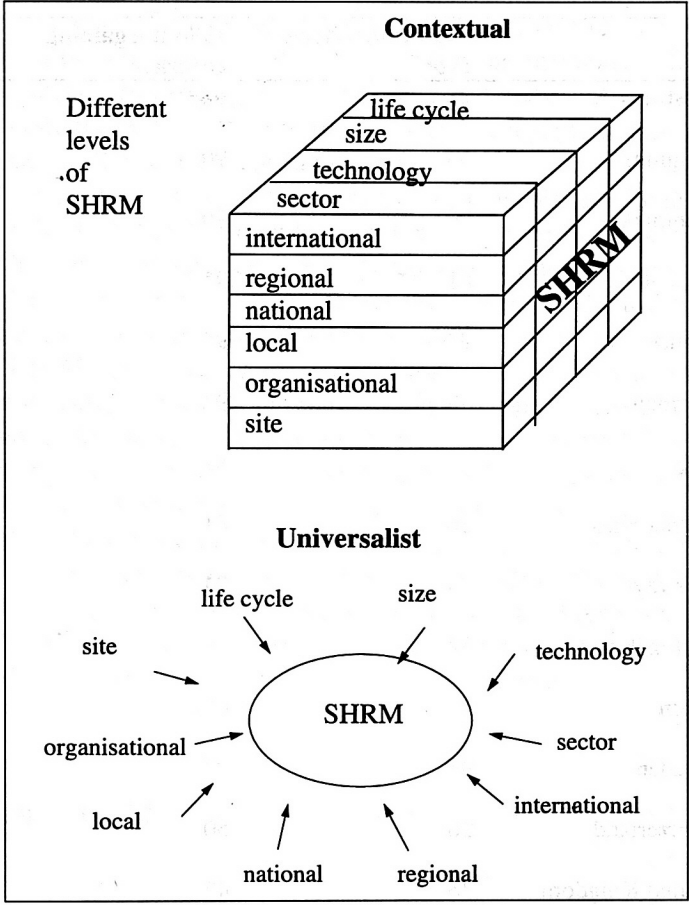 Contextual
Different
levels
of
SHRM
life cycle
size
technology
sector
international
regional
national
local
organisational
site
SHRM
Universalist
life cycle
size
site
technology
SHRM
organisational
sector
local
international
national
regional